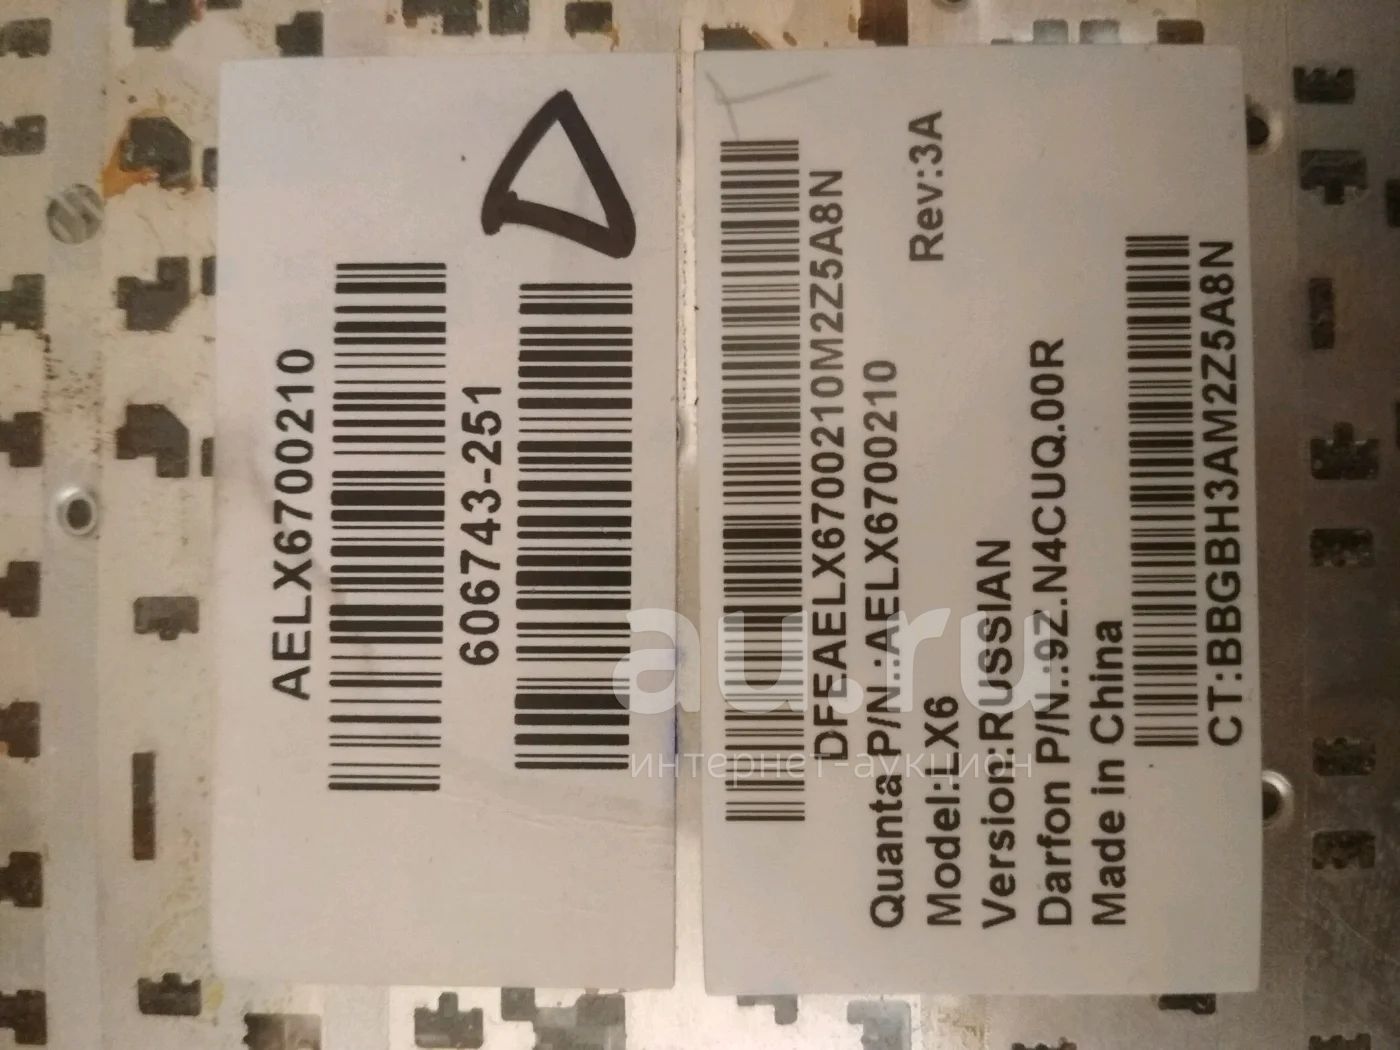 AELX6700210
606743-251
DFEAELX6700210M2Z5A8N
Quanta P/N.:AELX6700210
Model:LX6
Rev:3A
Version:RUSSIAN
Darfon P/N.:9Z.N4CUQ.00R
Made in China
CT:BBGBH3AM2Z5A8N
au.ru
интернет-аукцион